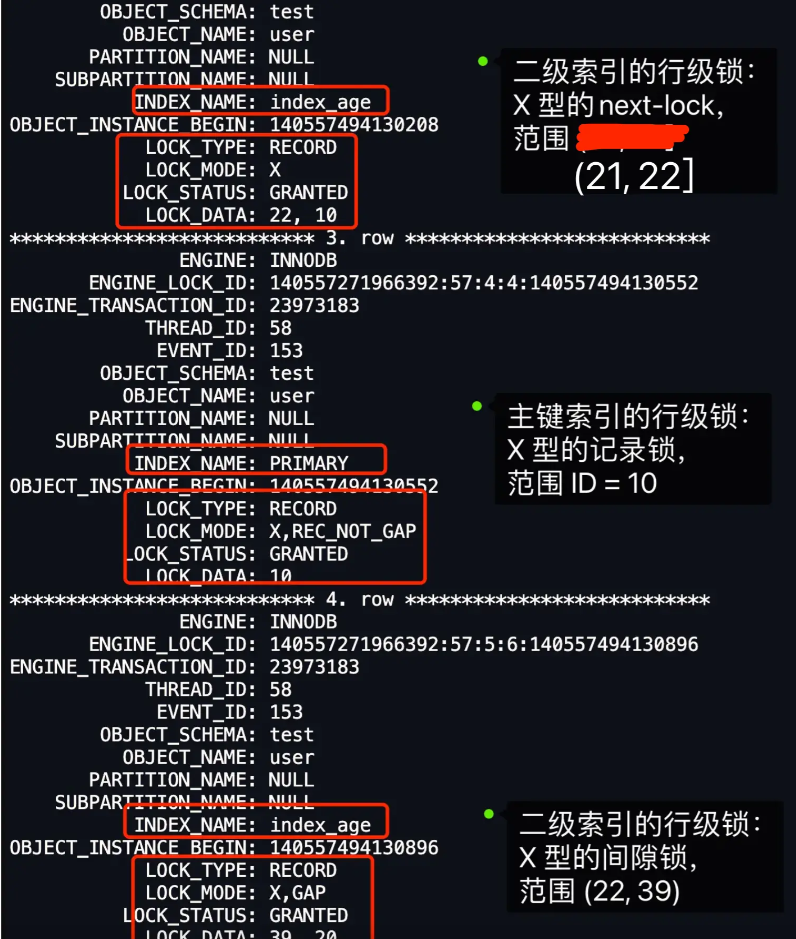 OBJECT_SCHEMA: test
OBJECT_NAME: user
PARTITION_NAME: NULL
SUBPARTITION_NAME: NULL
INDEX_NAME: index_age
OBJECT_INSTANCE_BEGIN: 140557494130208
LOCK_TYPE: RECORD
LOCK_MODE: X
LOCK_STATUS: GRANTED
LOCK_DATA: 22, 10
二级索引的行级锁：
X 型的next-lock，
范围
(21, 22]
*************************** 3. row ***************************
ENGINE: INNODB
ENGINE_LOCK_ID: 140557271966392:57:4:4:140557494130552
ENGINE_TRANSACTION_ID: 23973183
THREAD_ID: 58
EVENT_ID: 153
OBJECT_SCHEMA: test
OBJECT_NAME: user
PARTITION_NAME: NULL
SUBPARTITION_NAME: NULL
INDEX_NAME: PRIMARY
OBJECT_INSTANCE_BEGIN: 140557494130552
LOCK_TYPE: RECORD
LOCK_MODE: X,REC_NOT_GAP
LOCK_STATUS: GRANTED
LOCK_DATA: 10
主键索引的行级锁：
X 型的记录锁，
范围 ID = 10
*************************** 4. row ***************************
ENGINE: INNODB
ENGINE_LOCK_ID: 140557271966392:57:5:6:140557494130896
ENGINE_TRANSACTION_ID: 23973183
THREAD_ID: 58
EVENT_ID: 153
OBJECT_SCHEMA: test
OBJECT_NAME: user
PARTITION_NAME: NULL
SUBPARTITION_NAME: NULL
INDEX_NAME: index_age
OBJECT_INSTANCE_BEGIN: 140557494130896
LOCK_TYPE: RECORD
LOCK_MODE: X,GAP
LOCK_STATUS: GRANTED
LOCK_DATA: 39, 20
二级索引的行级锁：
X 型的间隙锁，
范围 (22, 39)